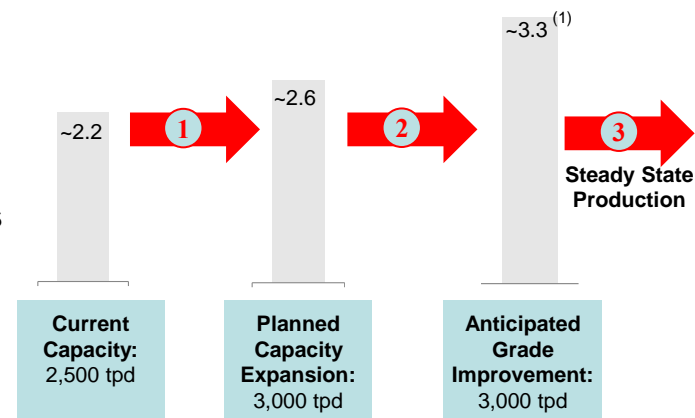 ~3.3 (1)
~2.6
~2.2
1
2
3
Steady State
Production
Current
Capacity:
2,500 tpd
Planned
Capacity
Expansion:
3,000 tpd
Anticipated
Grade
Improvement:
3,000 tpd